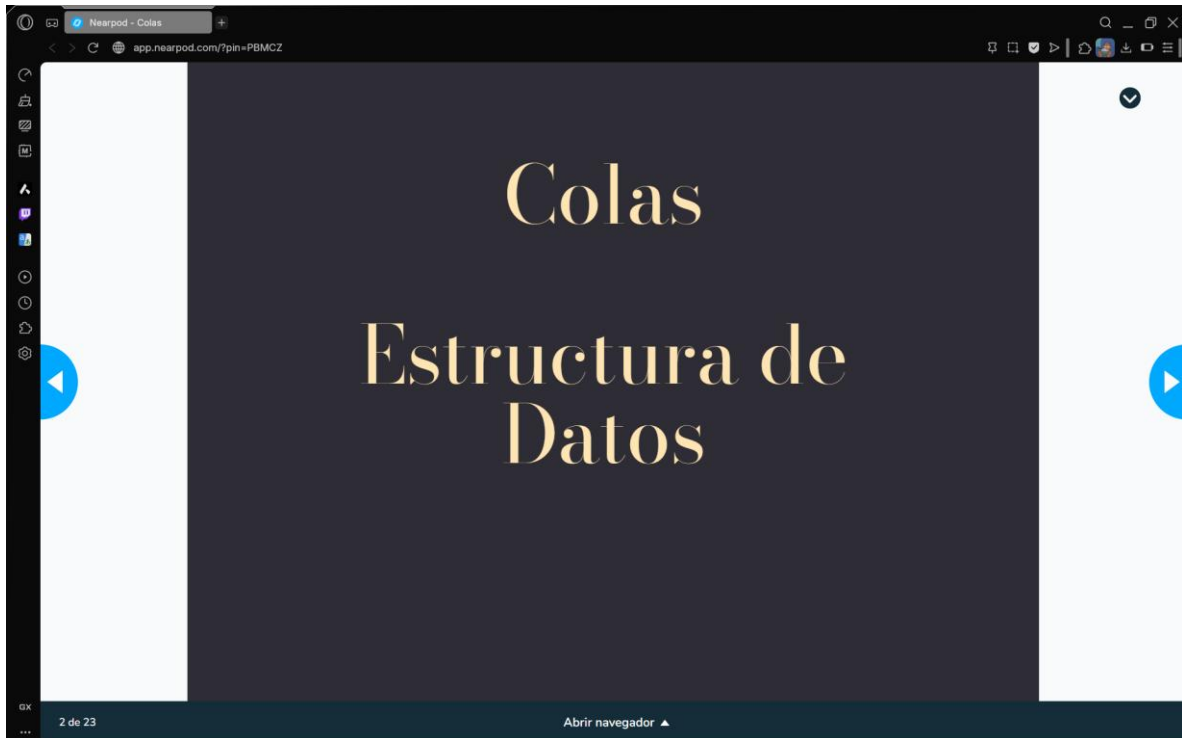 Nearpod - Colas
app.nearpod.com/?pin=PBMCZ
Colas
Estructura de
Datos
GX
2 de 23
Abrir navegador